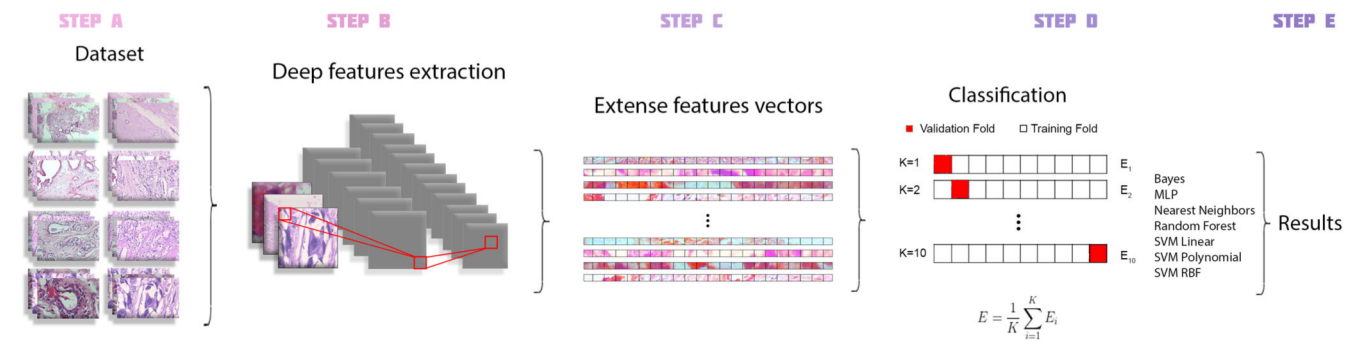 STEP A
STEP B
STEP C
STEP D
STEP E
Dataset
Deep features extraction
Extense features vectors
Classification
Validation Fold
Training Fold
K=1
E1
K=2
E2
K=10
E10
Bayes
MLP
Nearest Neighbors
Random Forest
SVM Linear
SVM Polynomial
SVM RBF
Results
E = 1/K ∑_{i=1}^{K} E_i